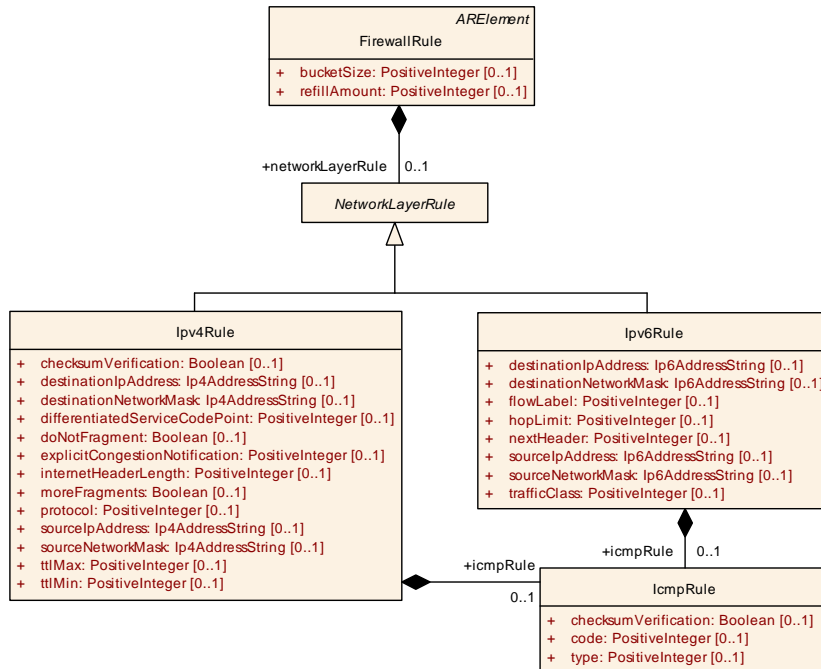 ARElement
FirewallRule
+ bucketSize: PositiveInteger [0..1]
+ refillAmount: PositiveInteger [0..1]
+networkLayerRule 0..1
NetworkLayerRule
Ipv4Rule
+ checksumVerification: Boolean [0..1]
+ destinationIpAddress: Ip4AddressString [0..1]
+ destinationNetworkMask: Ip4AddressString [0..1]
+ differentiatedServiceCodePoint: PositiveInteger [0..1]
+ doNotFragment: Boolean [0..1]
+ explicitCongestionNotification: PositiveInteger [0..1]
+ internetHeaderLength: PositiveInteger [0..1]
+ moreFragments: Boolean [0..1]
+ protocol: PositiveInteger [0..1]
+ sourceIpAddress: Ip4AddressString [0..1]
+ sourceNetworkMask: Ip4AddressString [0..1]
+ ttlMax: PositiveInteger [0..1]
+ ttlMin: PositiveInteger [0..1]
Ipv6Rule
+ destinationIpAddress: Ip6AddressString [0..1]
+ destinationNetworkMask: Ip6AddressString [0..1]
+ flowLabel: PositiveInteger [0..1]
+ hopLimit: PositiveInteger [0..1]
+ nextHeader: PositiveInteger [0..1]
+ sourceIpAddress: Ip6AddressString [0..1]
+ sourceNetworkMask: Ip6AddressString [0..1]
+ trafficClass: PositiveInteger [0..1]
+icmpRule 0..1
+icmpRule
0..1
IcmpRule
+ checksumVerification: Boolean [0..1]
+ code: PositiveInteger [0..1]
+ type: PositiveInteger [0..1]